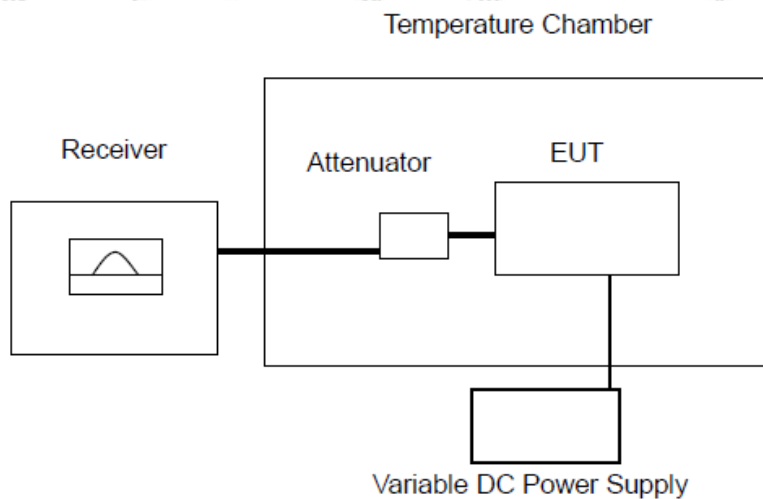 Temperature Chamber
Receiver
Attenuator
EUT
Variable DC Power Supply